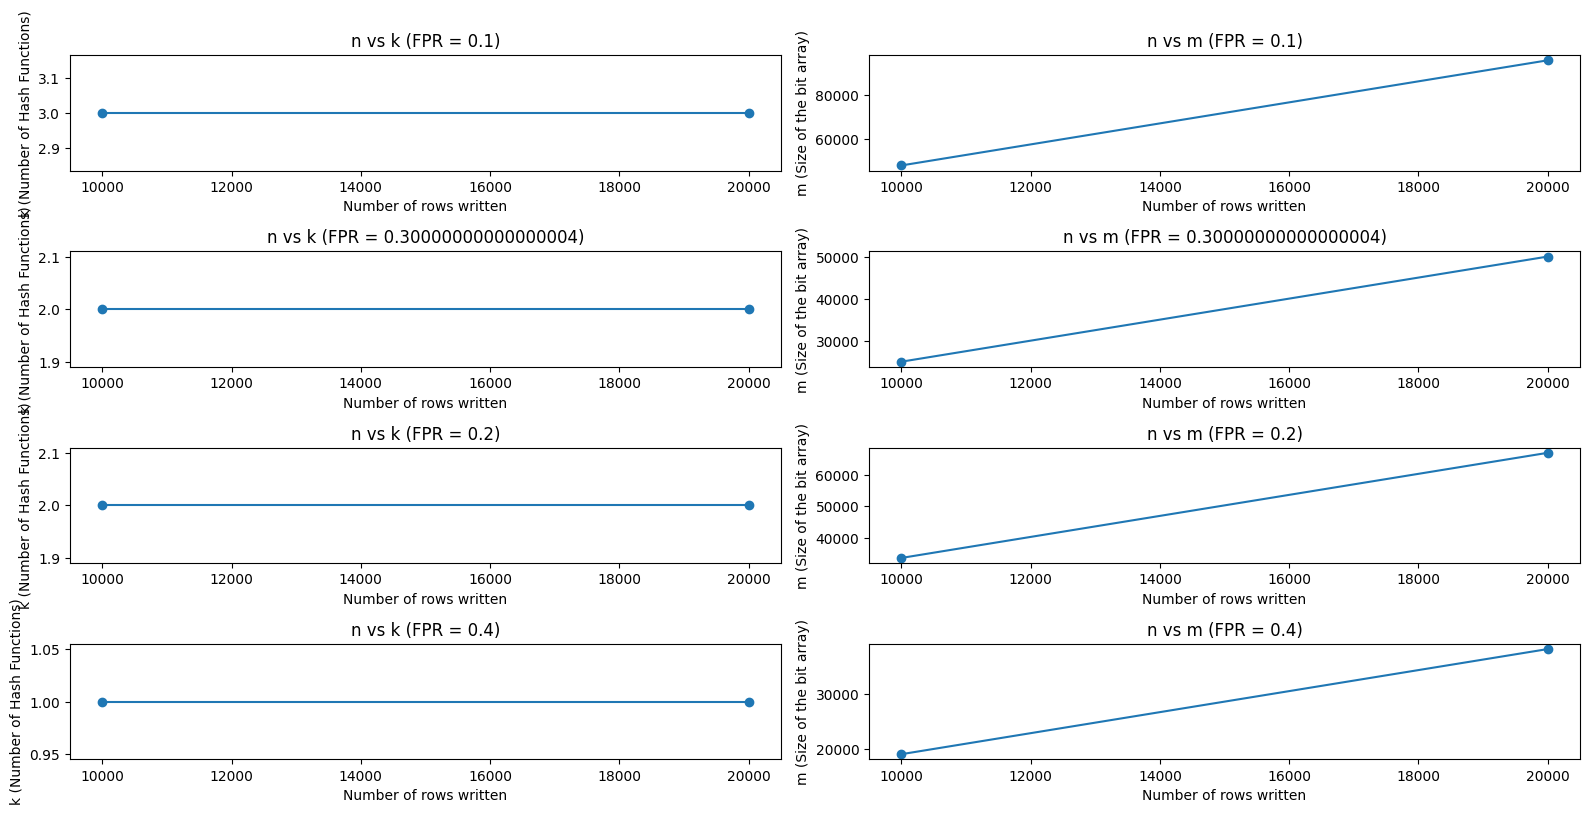 n vs k (FPR = 0.1)
k (Number of Hash Functions)
3.1
3.0
2.9
10000 12000 14000 16000 18000 20000
Number of rows written
n vs m (FPR = 0.1)
m (Size of the bit array)
80000
60000
10000 12000 14000 16000 18000 20000
Number of rows written
n vs k (FPR = 0.30000000000000004)
k (Number of Hash Functions)
2.1
2.0
1.9
10000 12000 14000 16000 18000 20000
Number of rows written
n vs m (FPR = 0.30000000000000004)
m (Size of the bit array)
50000
40000
30000
10000 12000 14000 16000 18000 20000
Number of rows written
n vs k (FPR = 0.2)
k (Number of Hash Functions)
2.1
2.0
1.9
10000 12000 14000 16000 18000 20000
Number of rows written
n vs m (FPR = 0.2)
m (Size of the bit array)
60000
50000
40000
10000 12000 14000 16000 18000 20000
Number of rows written
n vs k (FPR = 0.4)
k (Number of Hash Functions)
1.05
1.00
0.95
10000 12000 14000 16000 18000 20000
Number of rows written
n vs m (FPR = 0.4)
m (Size of the bit array)
30000
20000
10000 12000 14000 16000 18000 20000
Number of rows written